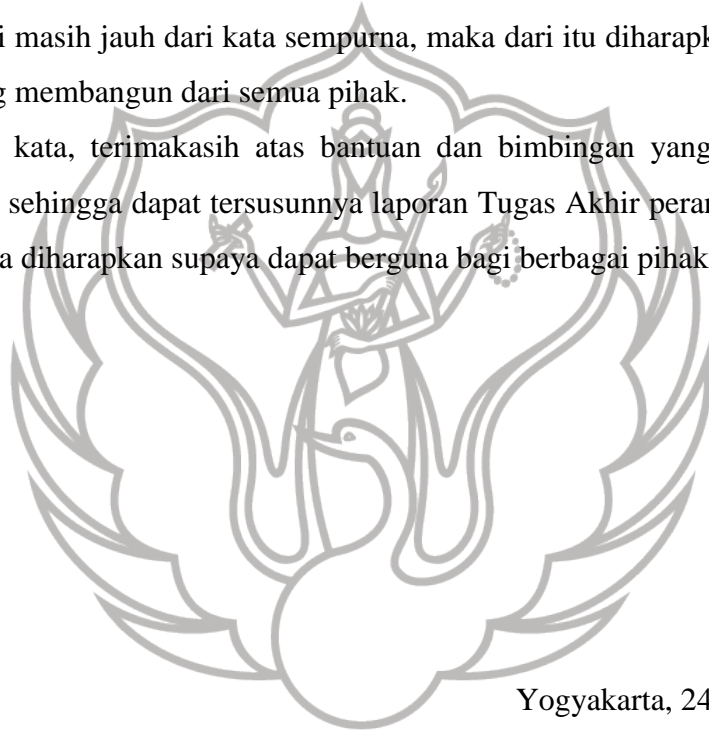 i masih jauh dari kata sempurna, maka dari itu diharapk
g membangun dari semua pihak.
kata, terimakasih atas bantuan dan bimbingan yang
sehingga dapat tersusunnya laporan Tugas Akhir peran
a diharapkan supaya dapat berguna bagi berbagai pihak
Yogyakarta, 24